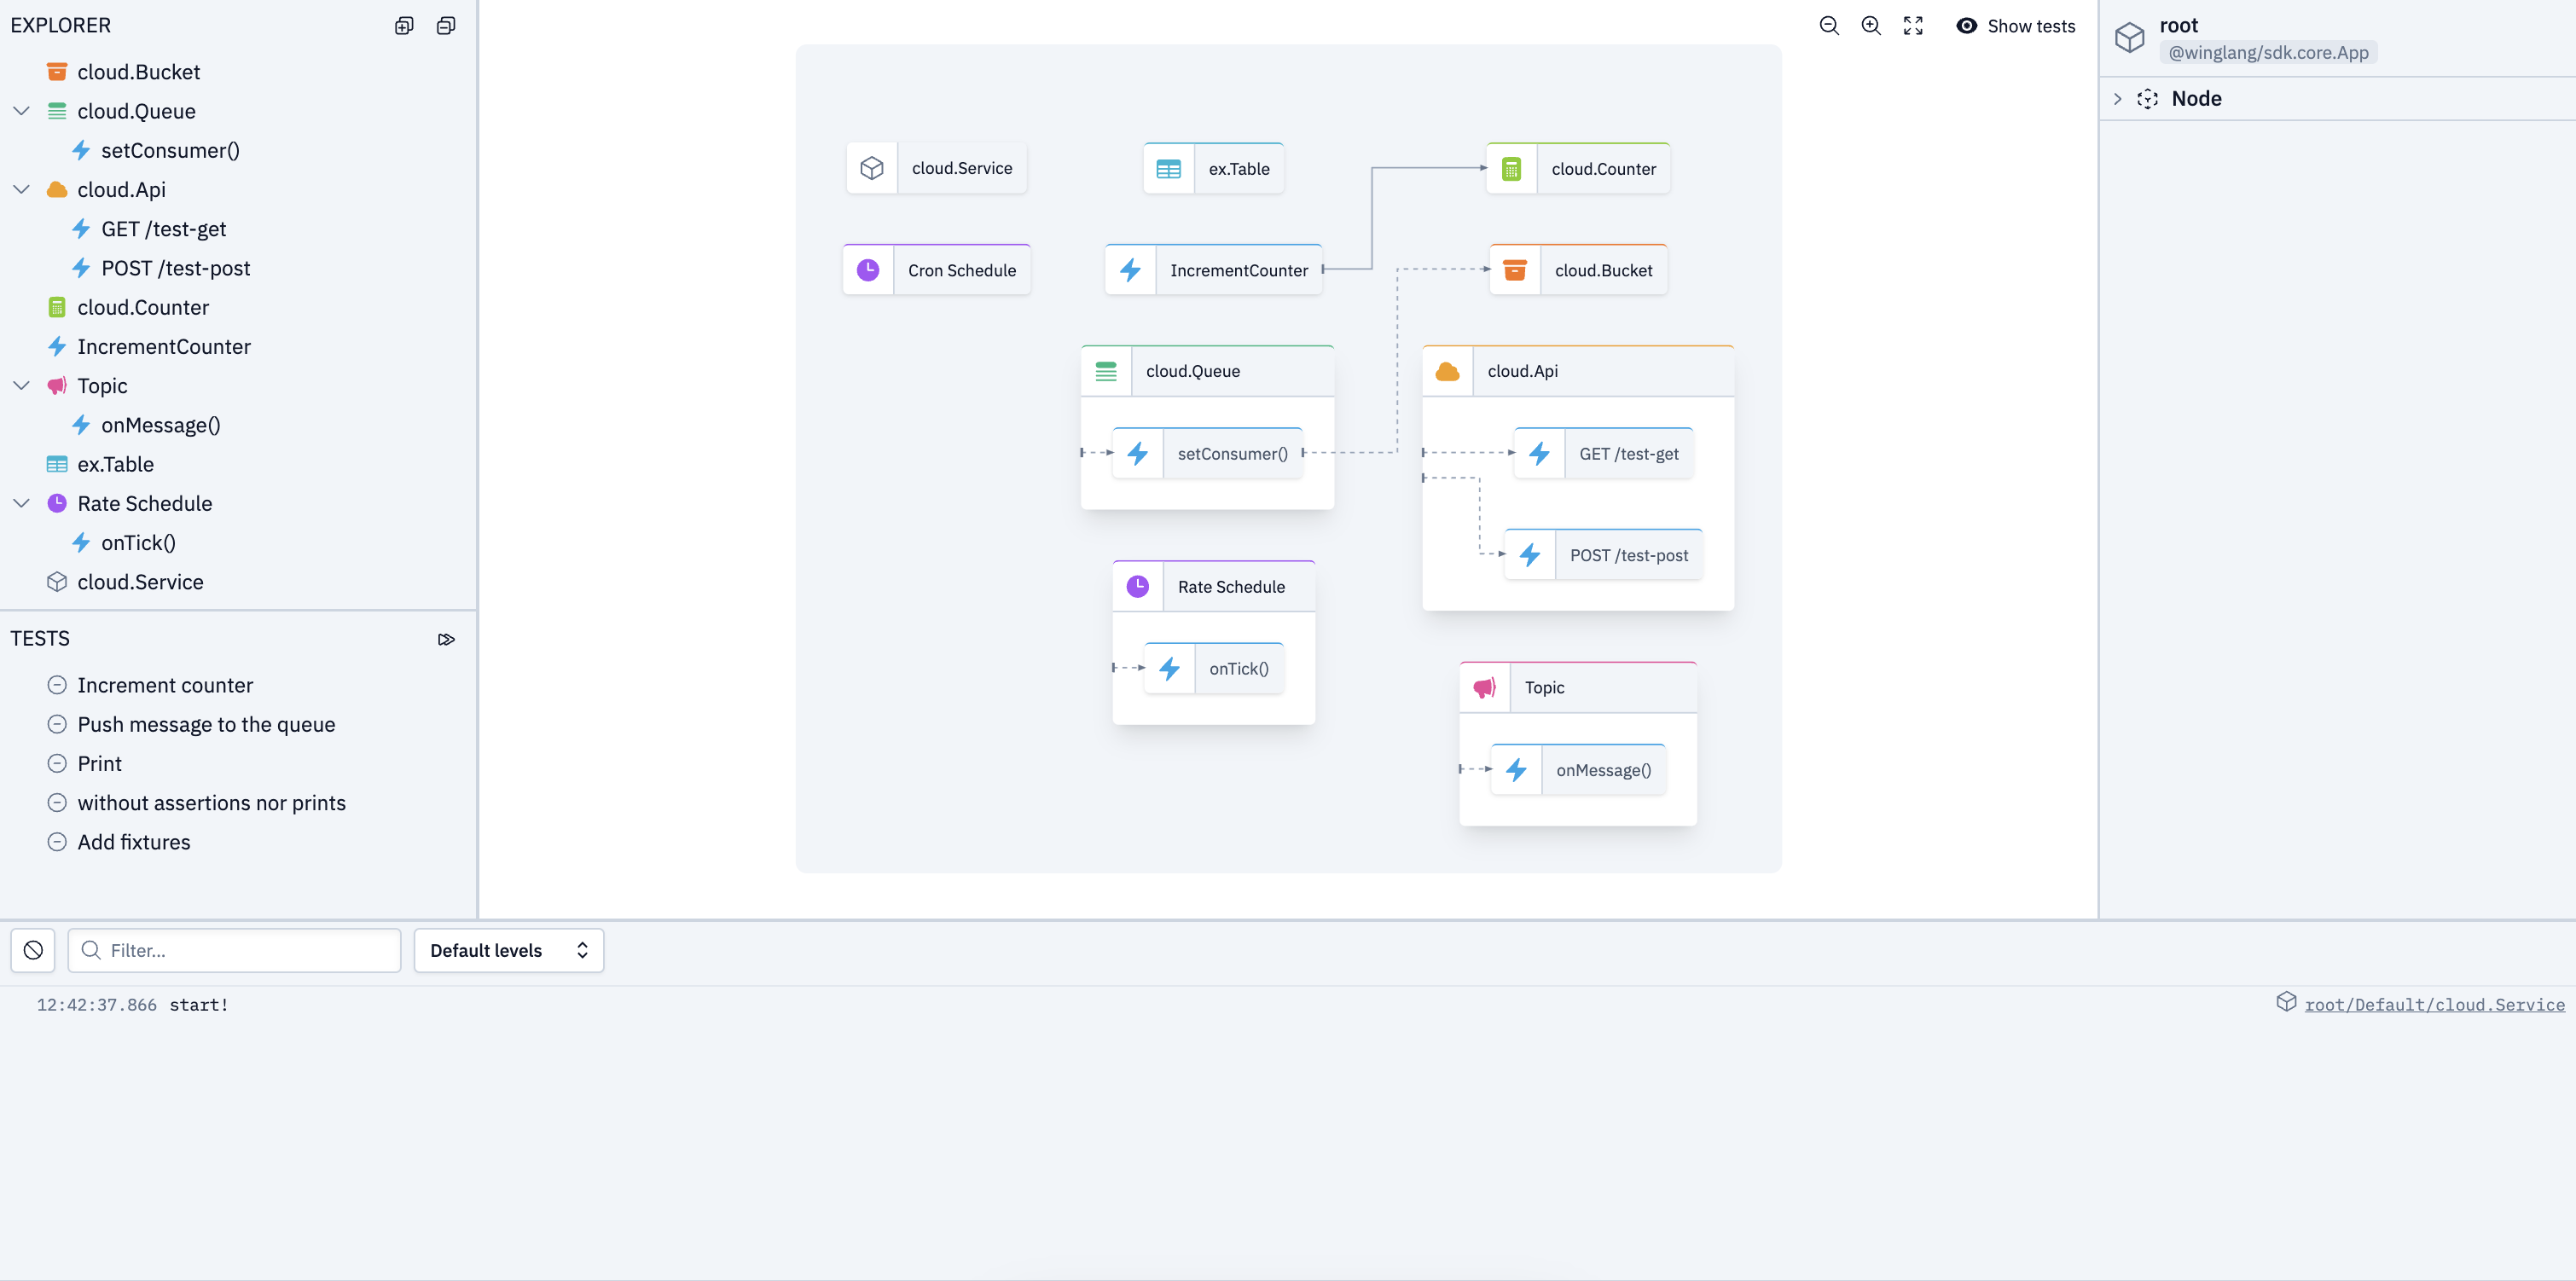 EXPLORER
cloud.Bucket
cloud.Queue
setConsumer()
cloud.Api
GET /test-get
POST /test-post
cloud.Counter
IncrementCounter
Topic
onMessage()
ex.Table
Rate Schedule
onTick()
cloud.Service
TESTS
Increment counter
Push message to the queue
Print
without assertions nor prints
Add fixtures
Show tests
cloud.Service
ex.Table
cloud.Counter
Cron Schedule
IncrementCounter
cloud.Bucket
cloud.Queue
setConsumer()
cloud.Api
GET /test-get
POST /test-post
Rate Schedule
onTick()
Topic
onMessage()
root
@winglang/sdk.core.App
Node
Filter...
Default levels
12:42:37.866 start!
root/Default/cloud.Service